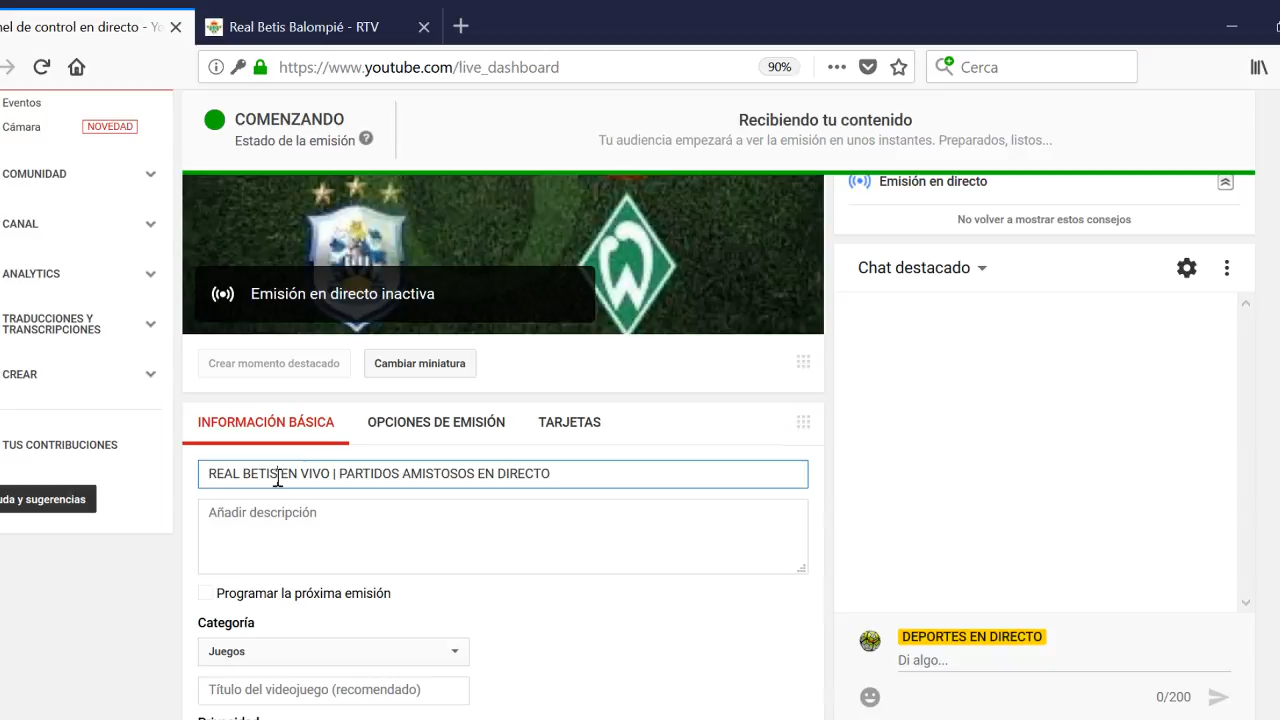 nel de control en directo - Yo
Real Betis Balompié - RTV
https://www.youtube.com/live_dashboard
90%
Cerca
Eventos
Cámara
NOVEDAD
COMUNIDAD
CANAL
ANALYTICS
TRADUCCIONES Y
TRANSCRIPCIONES
CREAR
TUS CONTRIBUCIONES
uda y sugerencias
COMENZANDO
Estado de la emisión
Recibiendo tu contenido
Tu audiencia empezará a ver la emisión en unos instantes. Preparados, listos...
Emisión en directo inactiva
Crear momento destacado
Cambiar miniatura
INFORMACIÓN BÁSICA
OPCIONES DE EMISIÓN
TARJETAS
REAL BETIS EN VIVO | PARTIDOS AMISTOSOS EN DIRECTO
Añadir descripción
Programar la próxima emisión
Categoría
Juegos
Título del videojuego (recomendado)
Emisión en directo
No volver a mostrar estos consejos
Chat destacado
DEPORTES EN DIRECTO
Di algo...
0/200